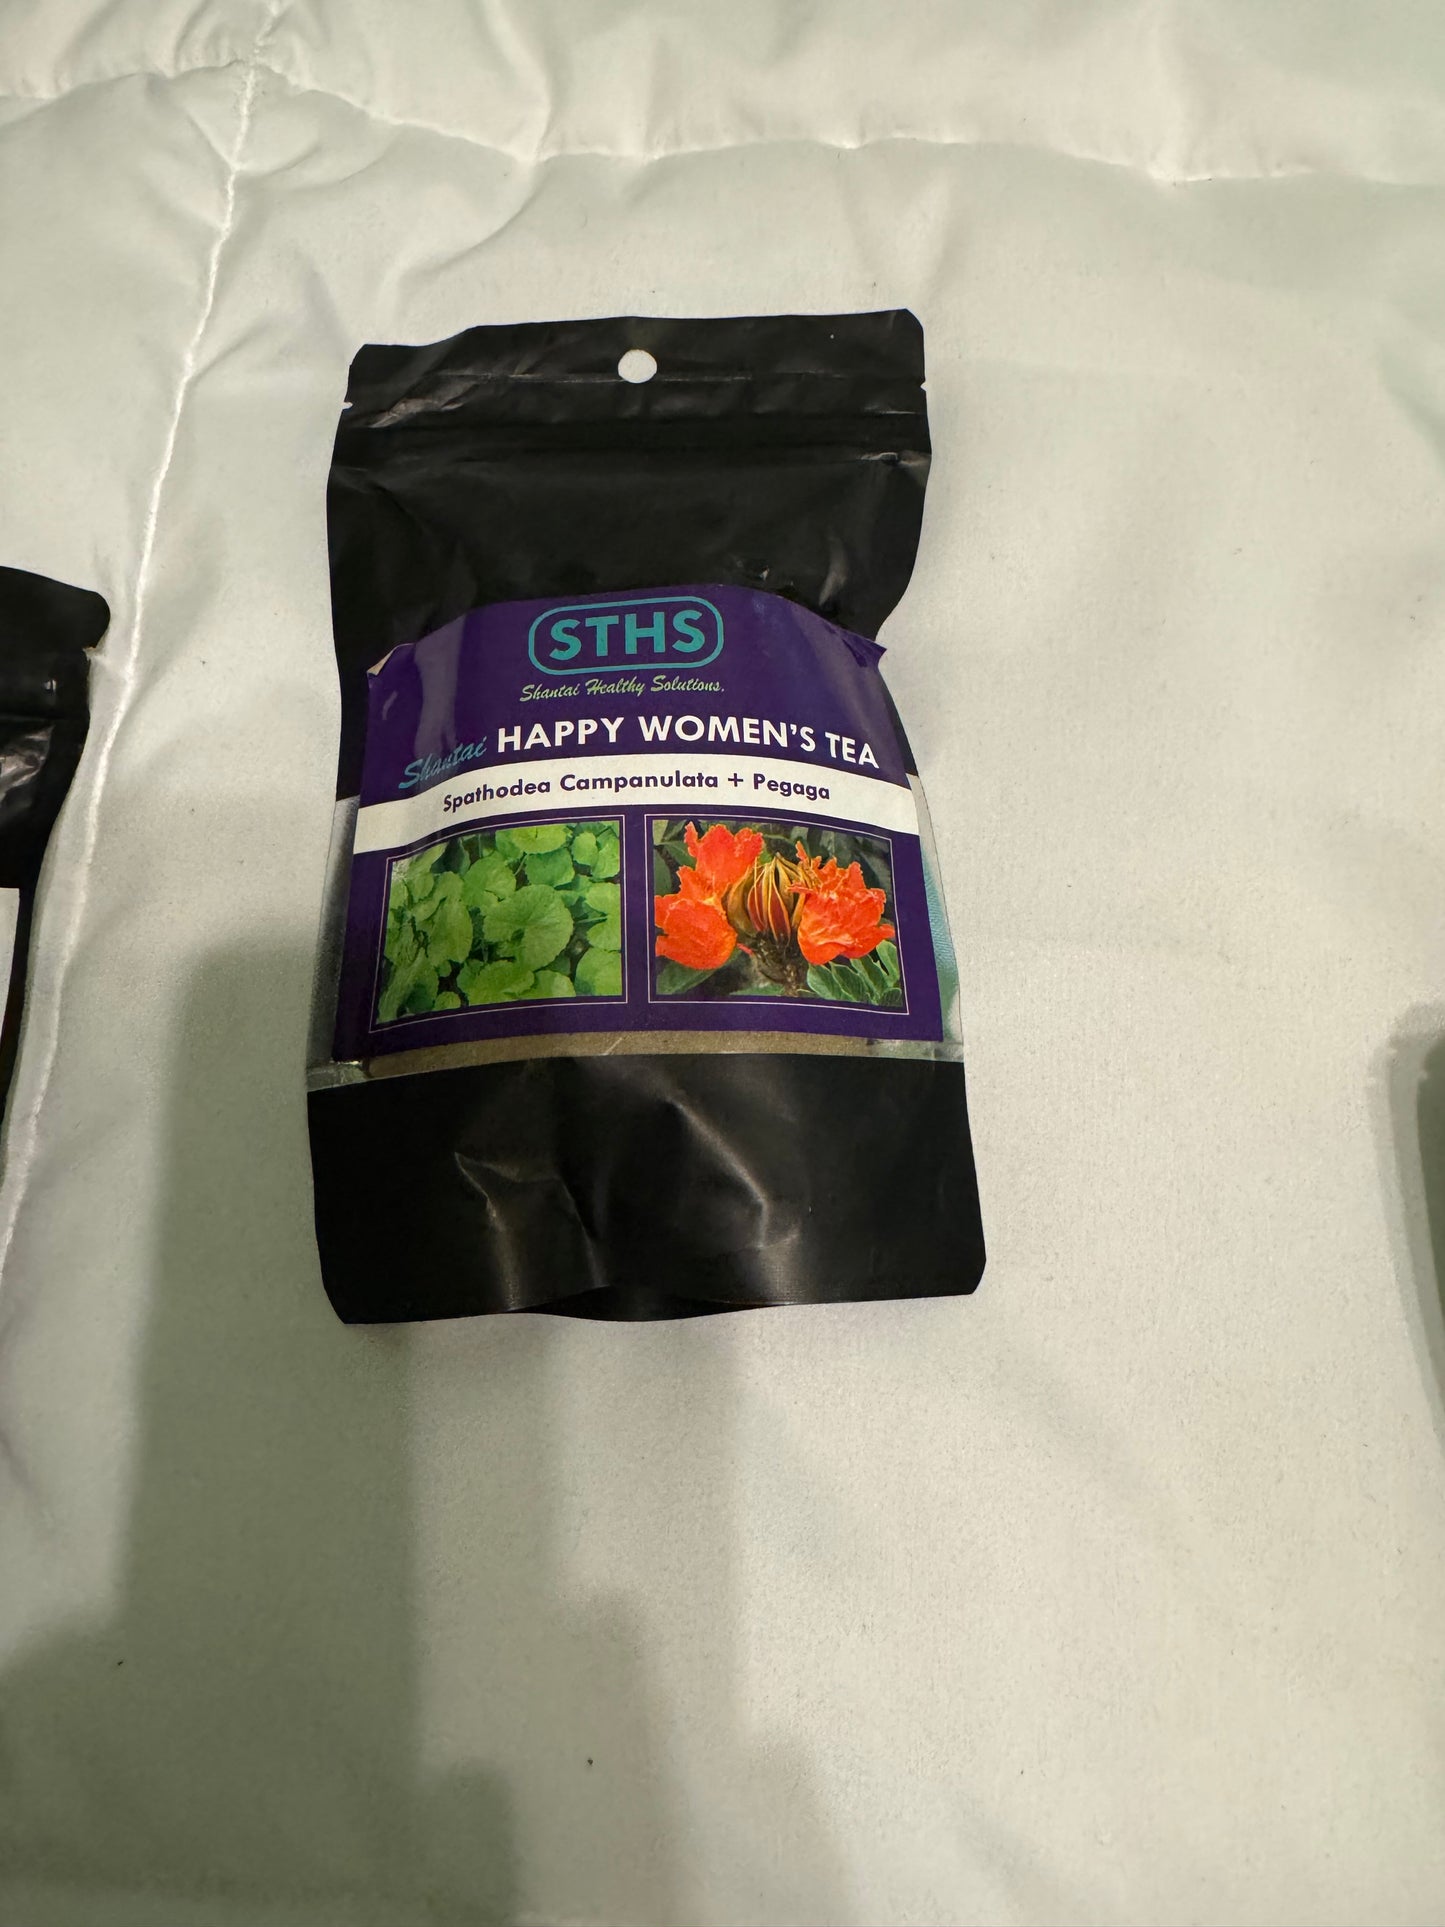 STHS
Shantai Healthy Solutions.
Shantai HAPPY WOMEN'S TEA
Spathodea Campanulata + Pegaga